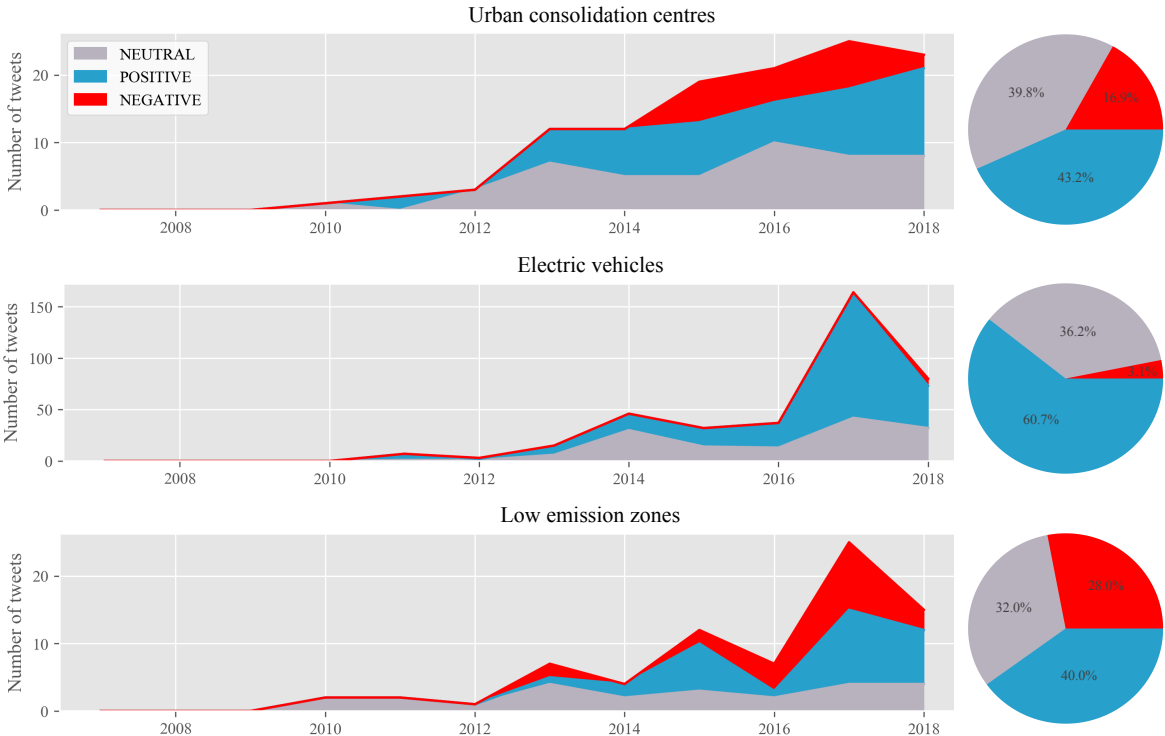 Urban consolidation centres
Number of tweets
20
10
0
NEUTRAL
POSITIVE
NEGATIVE
2008 2010 2012 2014 2016 2018
39.8%
16.9%
43.2%
Electric vehicles
Number of tweets
150
100
50
0
2008 2010 2012 2014 2016 2018
36.2%
3.1%
60.7%
Low emission zones
Number of tweets
20
10
0
2008 2010 2012 2014 2016 2018
28.0%
32.0%
40.0%